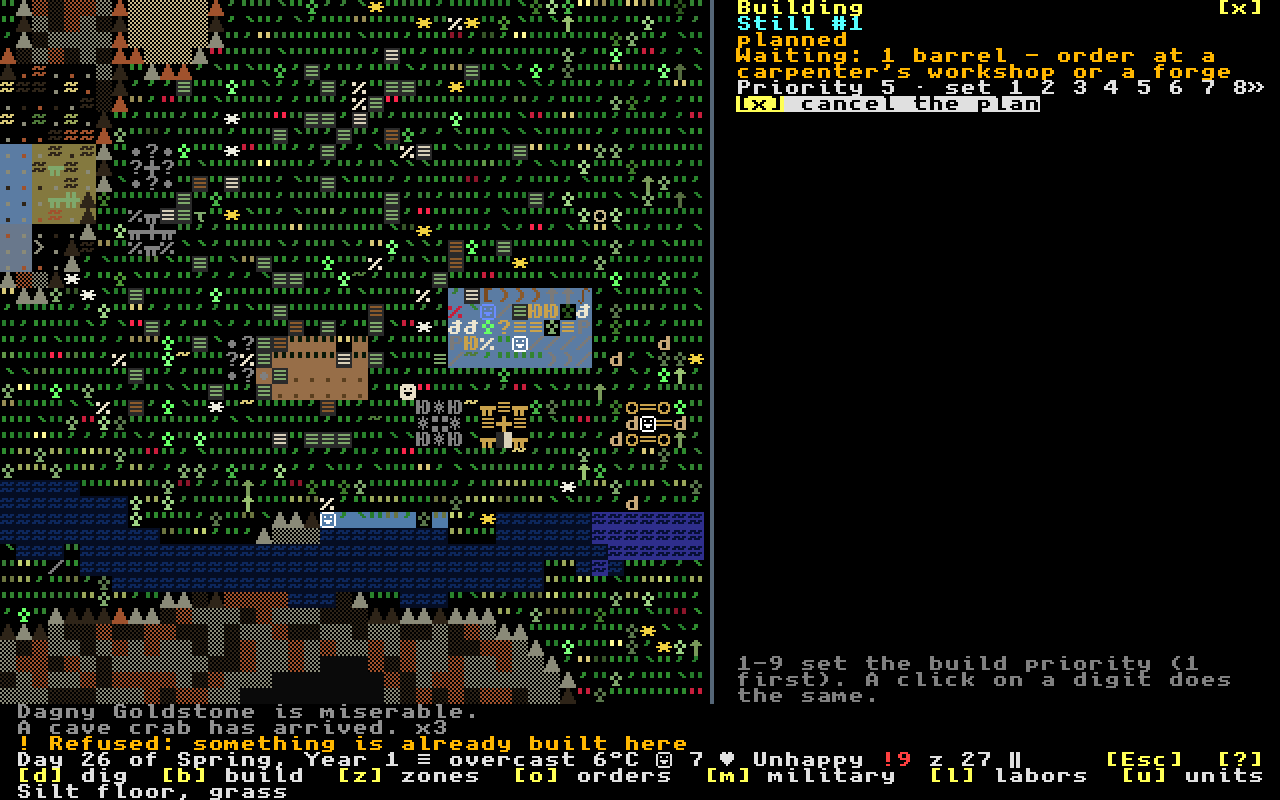 Building [x]
Still #1
planned
Waiting: 1 barrel – order at a
carpenter's workshop or a forge
Priority 5 · set 1 2 3 4 5 6 7 8»
[x] cancel the plan
1–9 set the build priority (1
first). A click on a digit does
the same.
Dagny Goldstone is miserable.
A cave crab has arrived. x3
! Refused: something is already built here
Day 26 of Spring, Year 1 ≡ overcast 6°C ☺ 7 ♥ Unhappy !9 z 27 ‖ [Esc] [?]
[d] dig [b] build [z] zones [o] orders [m] military [l] labors [u] units
Silt floor, grass